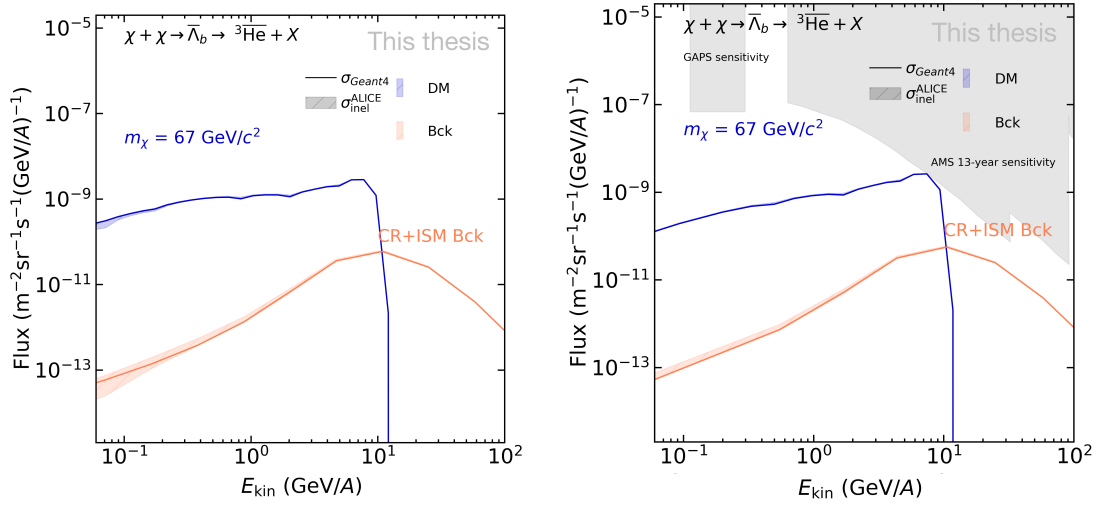 χ + χ → Λ̅_b → ³H̅e̅ + X
This thesis
σ_Geant4
σ_inel^ALICE
DM
Bck
m_χ = 67 GeV/c²
CR+ISM Bck
10⁻⁵
10⁻⁷
10⁻⁹
10⁻¹¹
10⁻¹³
Flux (m⁻²sr⁻¹s⁻¹(GeV/A)⁻¹)
10⁻¹ 10⁰ 10¹ 10²
E_kin (GeV/A)
χ + χ → Λ̅_b → ³H̅e̅ + X
This thesis
GAPS sensitivity
σ_Geant4
σ_inel^ALICE
DM
Bck
m_χ = 67 GeV/c²
AMS 13-year sensitivity
CR+ISM Bck
10⁻⁵
10⁻⁷
10⁻⁹
10⁻¹¹
10⁻¹³
Flux (m⁻²sr⁻¹s⁻¹(GeV/A)⁻¹)
10⁻¹ 10⁰ 10¹ 10²
E_kin (GeV/A)